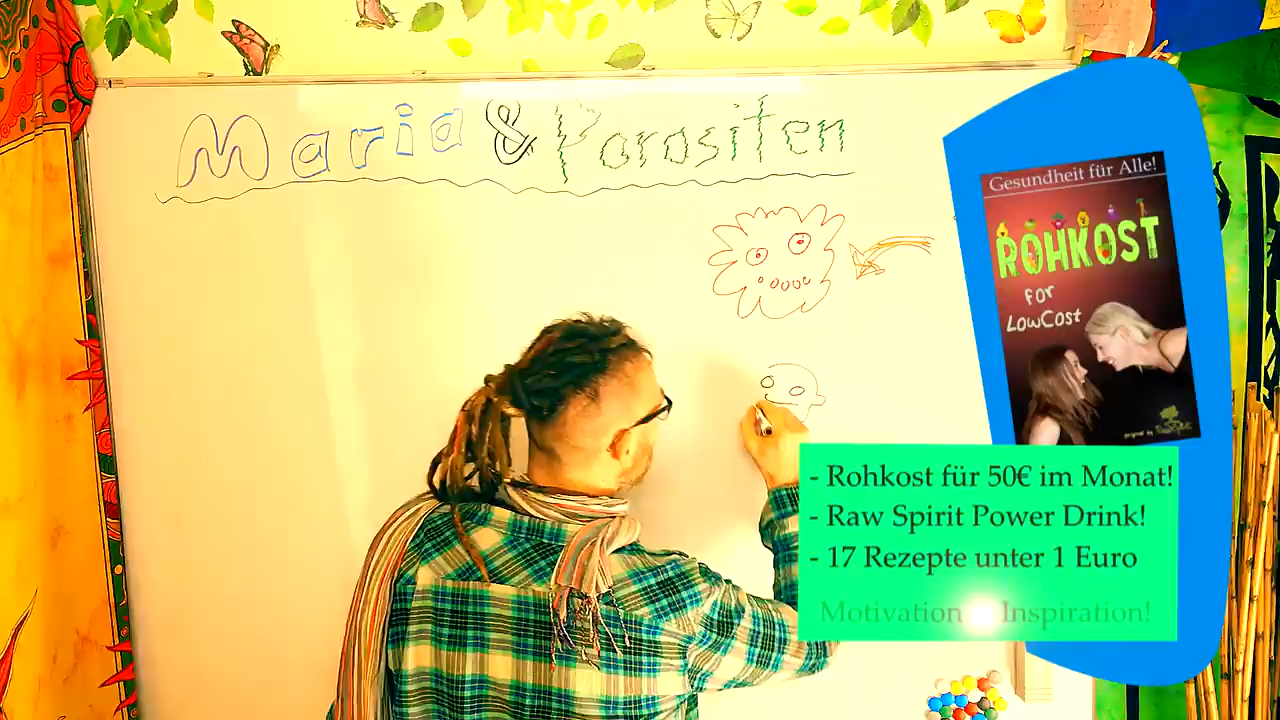 Maria & Parasiten
Gesundheit für Alle!
ROHKOST
for
LowCost
- Rohkost für 50€ im Monat!
- Raw Spirit Power Drink!
- 17 Rezepte unter 1 Euro
Motivation Inspiration!